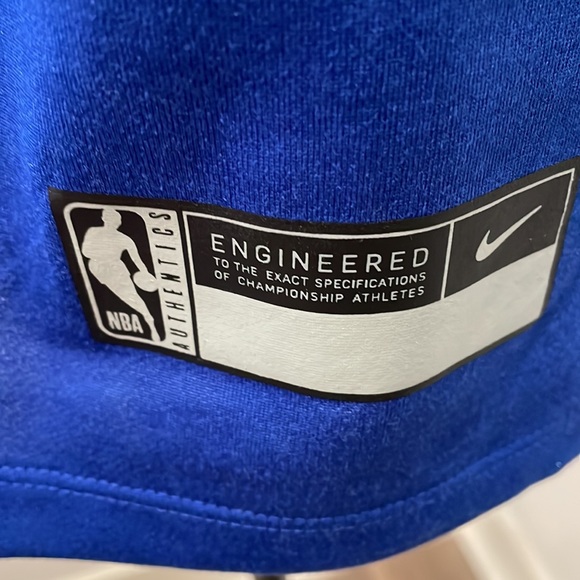 NBA
AUTHENTICS
ENGINEERED
TO THE EXACT SPECIFICATIONS
OF CHAMPIONSHIP ATHLETES